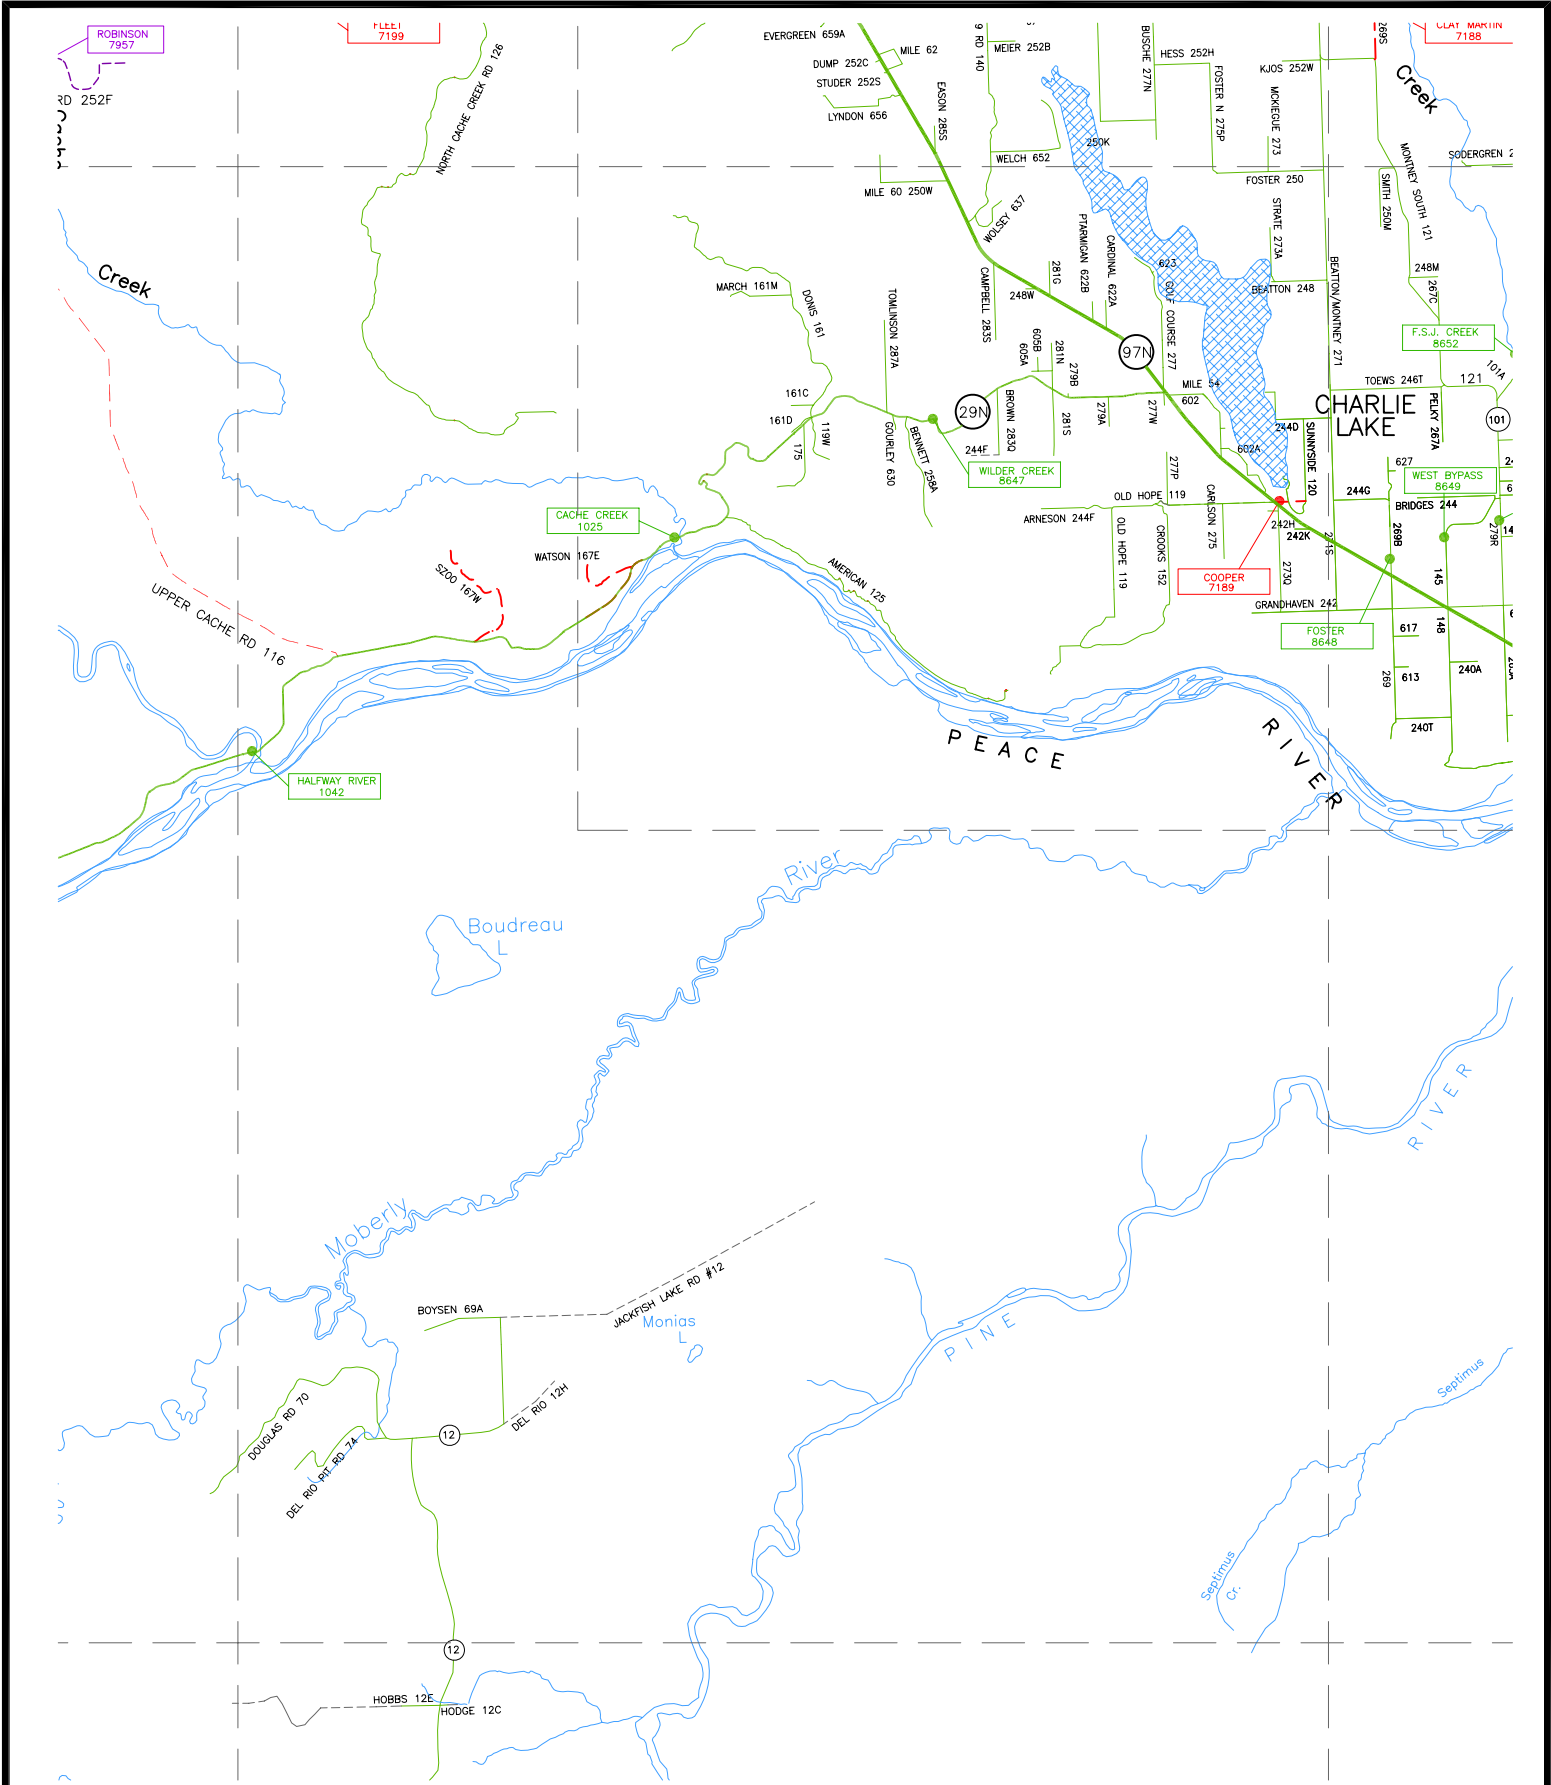 ROBINSON
7957
RD 252F
Creek
FLEET
7199
NORTH CACHE CREEK RD 126
EVERGREEN 659A
MILE 62
DUMP 252C
STUDER 252S
LYNDON 656
EASON 285S
MILE 60 250W
9 RD 140
MEIER 252B
WELCH 652
WOLSEY 637
BUSCHE 277N
HESS 252H
FOSTER N 275P
250K
KJOS 252W
MCKIEGUE 273
FOSTER 250
STRATE 273A
269S
CLAY MARTIN
7188
Creek
MONTNEY SOUTH 121
SMITH 250M
SODERGREN 2
248M
267C
BEATTON/MONTNEY 271
BEATTON 248
F.S.J. CREEK
8652
101A
TOEWS 246T
121
PELKY 267A
101
CHARLIE
LAKE
MARCH 161M
DONIS 161
TOMLINSON 287A
CAMPBELL 283S
248W
281G
PTARMIGAN 622B
CARDINAL 622A
623
GOLF COURSE 277
97N
605B
605A
281N
279B
MILE 54
602
161C
161D
119W
175
GOURLEY 630
BENNETT 258A
29N
BROWN 283Q
244F
281S
279A
277W
WILDER CREEK
8647
602A
244D
SUNNYSIDE 120
627
WEST BYPASS
8649
244G
BRIDGES 244
277P
OLD HOPE 119
CARLSON 275
ARNESON 244F
OLD HOPE 119
CROOKS 152
242H
242K
271S
273Q
269B
279R
14
145
COOPER
7189
GRANDHAVEN 242
FOSTER
8648
617
148
269
613
240A
240T
CACHE CREEK
1025
WATSON 167E
SZOO 167W
AMERICAN 125
UPPER CACHE RD 116
HALFWAY RIVER
1042
PEACE
RIVER
River
Boudreau
L
RIVER
Moberly
BOYSEN 69A
JACKFISH LAKE RD #12
Monias
L
PINE
DOUGLAS RD 70
DEL RIO PIT RD 7A
12
DEL RIO 12H
Septimus
Septimus
Cr.
12
HOBBS 12E
HODGE 12C